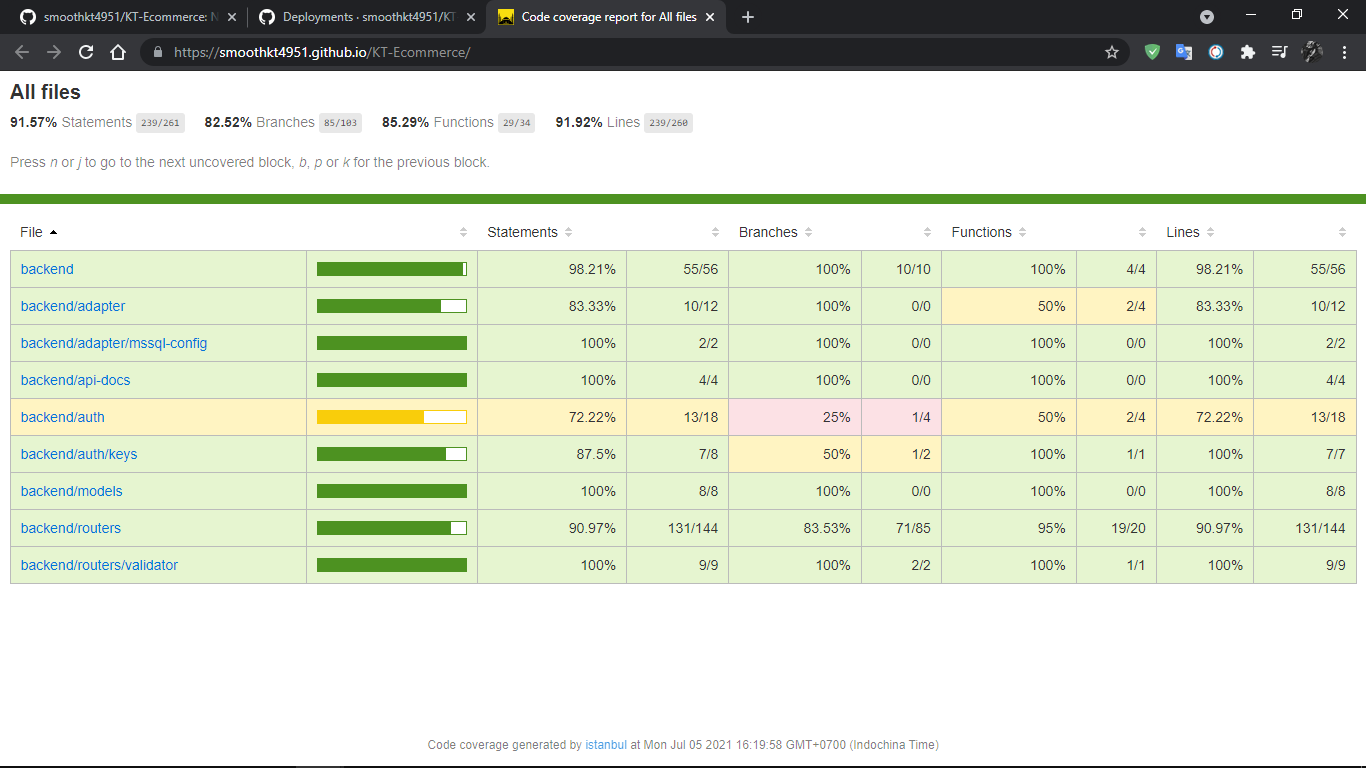 smoothkt4951/KT-Ecommerce: N
Deployments · smoothkt4951/KT
Code coverage report for All files
https://smoothkt4951.github.io/KT-Ecommerce/
All files
91.57% Statements 239/261 82.52% Branches 85/103 85.29% Functions 29/34 91.92% Lines 239/260
Press n or j to go to the next uncovered block, b, p or k for the previous block.
File Statements Branches Functions Lines
backend 98.21% 55/56 100% 10/10 100% 4/4 98.21% 55/56
backend/adapter 83.33% 10/12 100% 0/0 50% 2/4 83.33% 10/12
backend/adapter/mssql-config 100% 2/2 100% 0/0 100% 0/0 100% 2/2
backend/api-docs 100% 4/4 100% 0/0 100% 0/0 100% 4/4
backend/auth 72.22% 13/18 25% 1/4 50% 2/4 72.22% 13/18
backend/auth/keys 87.5% 7/8 50% 1/2 100% 1/1 100% 7/7
backend/models 100% 8/8 100% 0/0 100% 0/0 100% 8/8
backend/routers 90.97% 131/144 83.53% 71/85 95% 19/20 90.97% 131/144
backend/routers/validator 100% 9/9 100% 2/2 100% 1/1 100% 9/9
Code coverage generated by istanbul at Mon Jul 05 2021 16:19:58 GMT+0700 (Indochina Time)